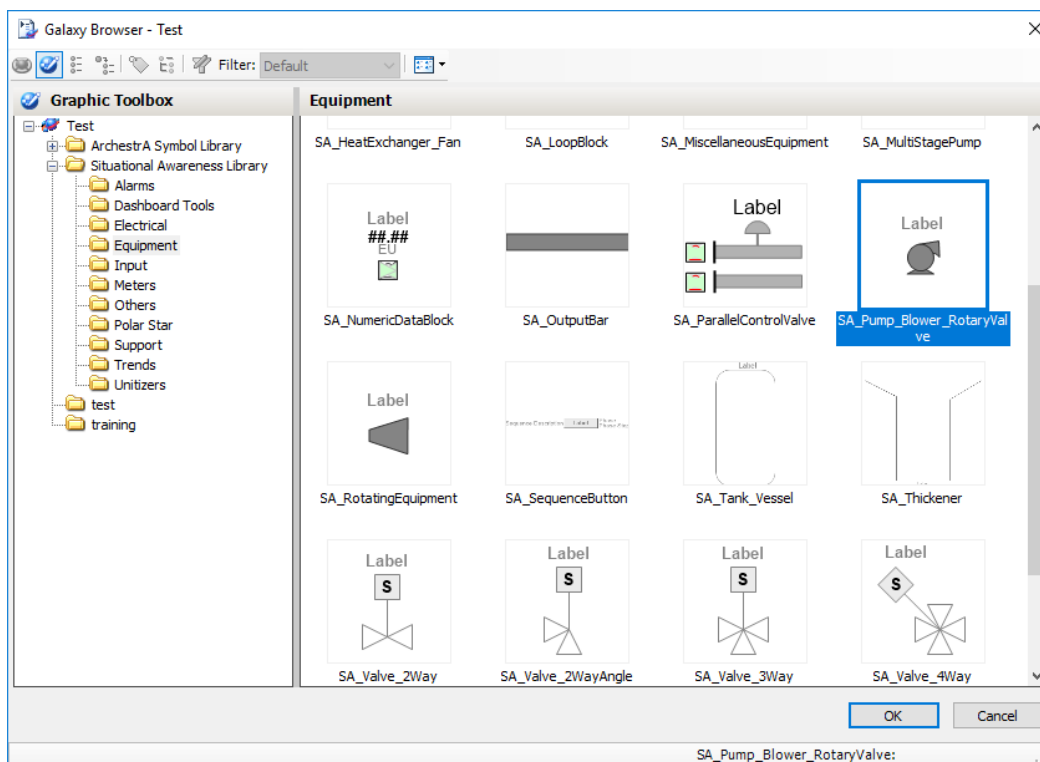 Galaxy Browser - Test
Filter: Default
Graphic Toolbox
Equipment
Test
ArchestrA Symbol Library
Situational Awareness Library
Alarms
Dashboard Tools
Electrical
Equipment
Input
Meters
Others
Polar Star
Support
Trends
Unitizers
test
training
SA_HeatExchanger_Fan
SA_LoopBlock
SA_MiscellaneousEquipment
SA_MultiStagePump
Label
##.##
EU
SA_NumericDataBlock
SA_OutputBar
Label
SA_ParallelControlValve
Label
SA_Pump_Blower_RotaryVal
ve
Label
SA_RotatingEquipment
Label
SA_SequenceButton
Label
SA_Tank_Vessel
SA_Thickener
Label
S
SA_Valve_2Way
Label
S
SA_Valve_2WayAngle
Label
S
SA_Valve_3Way
Label
S
SA_Valve_4Way
OK
Cancel
SA_Pump_Blower_RotaryValve: